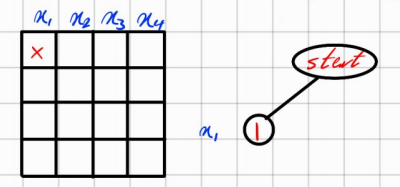 x₁ x₂ x₃ x₄
×
start
x₁ 1